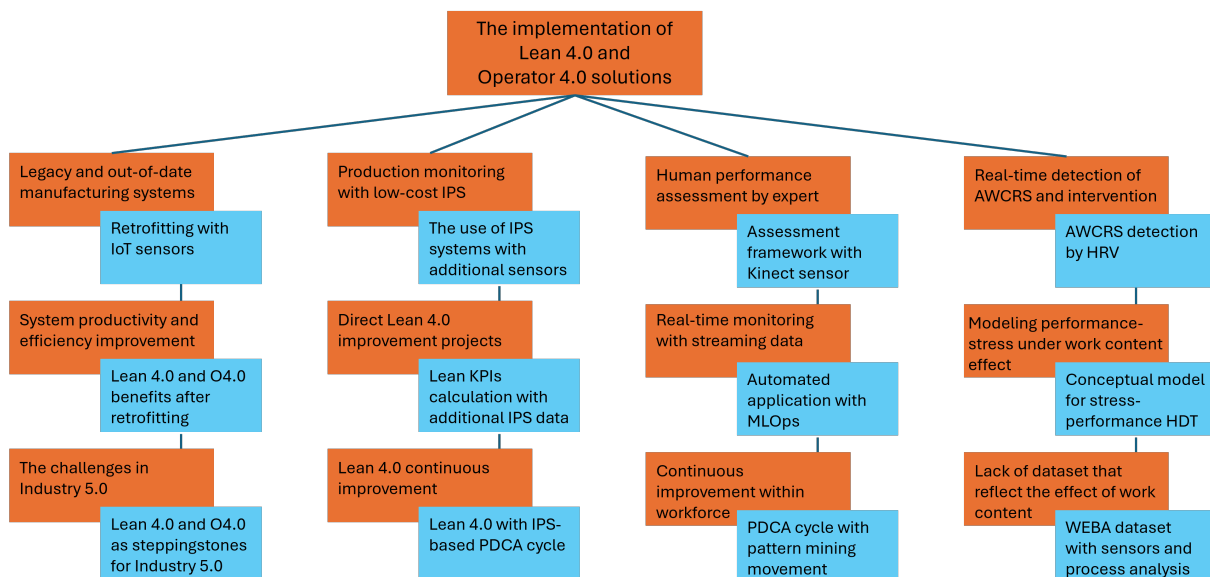 The implementation of
Lean 4.0 and
Operator 4.0 solutions
Legacy and out-of-date
manufacturing systems
Retrofitting with
IoT sensors
System productivity and
efficiency improvement
Lean 4.0 and O4.0
benefits after
retrofitting
The challenges in
Industry 5.0
Lean 4.0 and O4.0
as steppingstones
for Industry 5.0
Production monitoring
with low-cost IPS
The use of IPS
systems with
additional sensors
Direct Lean 4.0
improvement projects
Lean KPIs
calculation with
additional IPS data
Lean 4.0 continuous
improvement
Lean 4.0 with IPS-
based PDCA cycle
Human performance
assessment by expert
Assessment
framework with
Kinect sensor
Real-time monitoring
with streaming data
Automated
application with
MLOps
Continuous
improvement within
workforce
PDCA cycle with
pattern mining
movement
Real-time detection of
AWCRS and intervention
AWCRS detection
by HRV
Modeling performance-
stress under work content
effect
Conceptual model
for stress-
performance HDT
Lack of dataset that
reflect the effect of work
content
WEBA dataset
with sensors and
process analysis